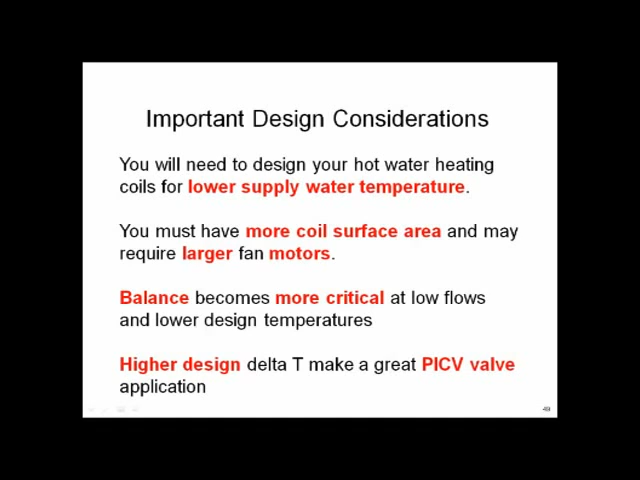 Important Design Considerations
You will need to design your hot water heating
coils for lower supply water temperature.
You must have more coil surface area and may
require larger fan motors.
Balance becomes more critical at low flows
and lower design temperatures
Higher design delta T make a great PICV valve
application
49